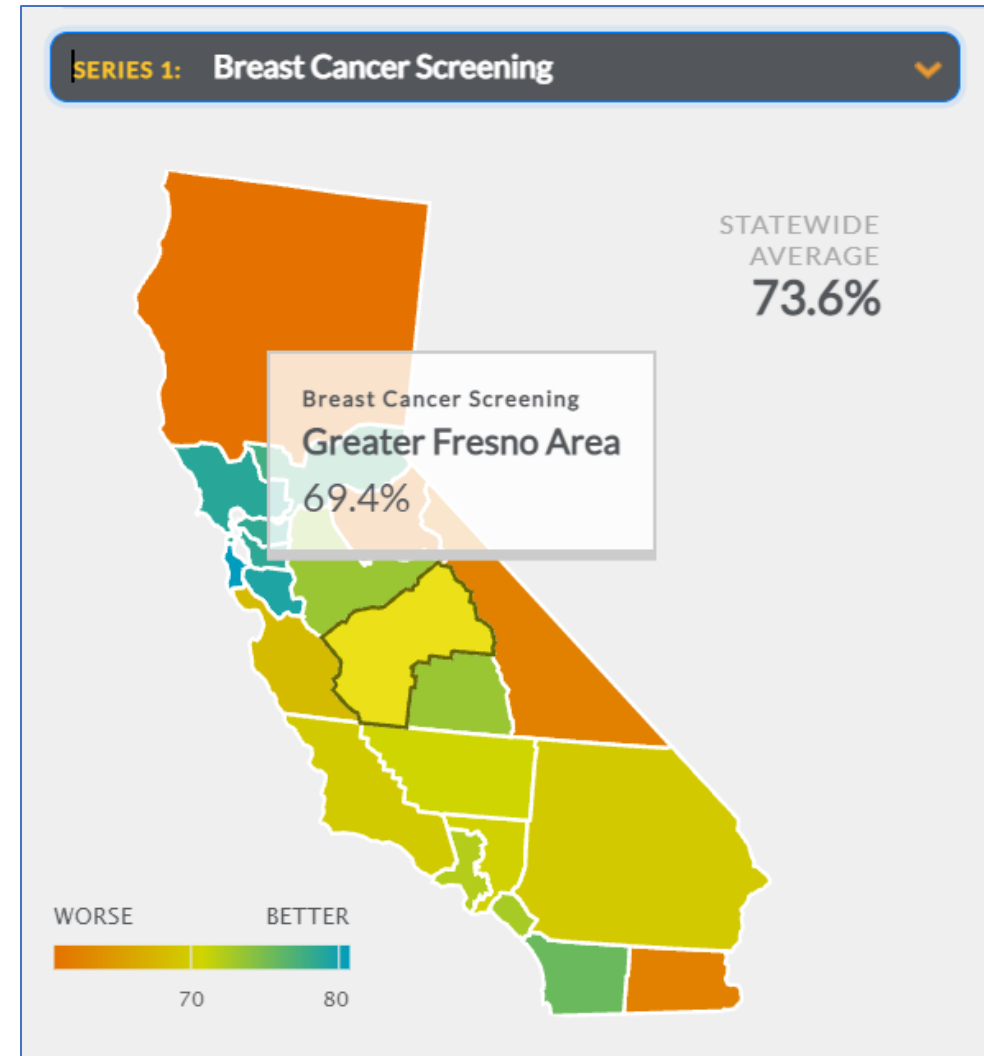 SERIES 1: Breast Cancer Screening
STATEWIDE
AVERAGE
73.6%
Breast Cancer Screening
Greater Fresno Area
69.4%
WORSE BETTER
70 80